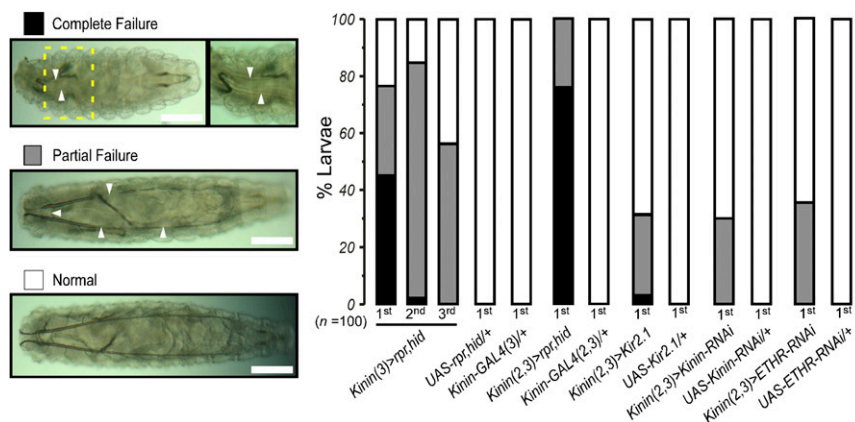 Complete Failure
Partial Failure
Normal
% Larvae
100
80
60
40
20
0
(n =100)
1st
2nd
3rd
1st
1st
1st
1st
1st
1st
1st
1st
1st
1st
Kinin(3)>rpr,hid
UAS-rpr,hid/+
Kinin-GAL4(3)/+
Kinin(2,3)>rpr,hid
Kinin-GAL4(2,3)/+
Kinin(2,3)>Kir2.1
UAS-Kir2.1/+
Kinin(2,3)>Kinin-RNAi
UAS-Kinin-RNAi/+
Kinin(2,3)>ETHR-RNAi
UAS-ETHR-RNAi/+